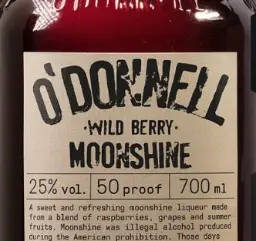 O'DONNELL
·WILD BERRY·
MOONSHINE
25% vol. 50 proof 700 ml
A sweet and refreshing moonshine liqueur made
from a blend of raspberries, grapes and summer
fruits. Moonshine was illegal alcohol produced
during the American prohibition. Those days